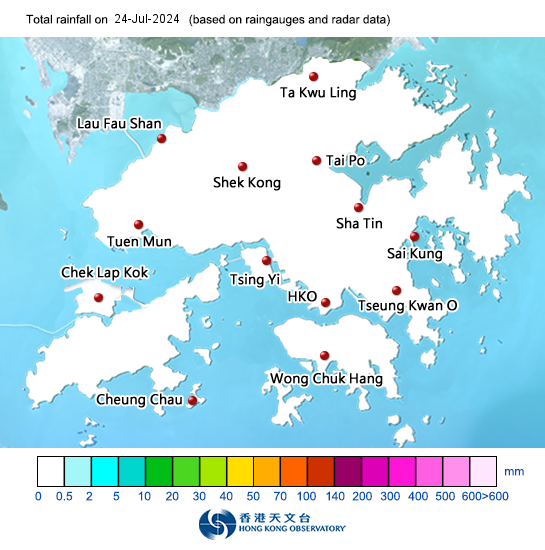 Total rainfall on 24-Jul-2024 (based on raingauges and radar data)
Ta Kwu Ling
Lau Fau Shan
Tai Po
Shek Kong
Sha Tin
Tuen Mun
Sai Kung
Chek Lap Kok
Tsing Yi
HKO
Tseung Kwan O
Wong Chuk Hang
Cheung Chau
mm
0 0.5 2 5 10 20 30 40 50 70 100 140 200 300 400 500 600>600
香港天文台
HONG KONG OBSERVATORY